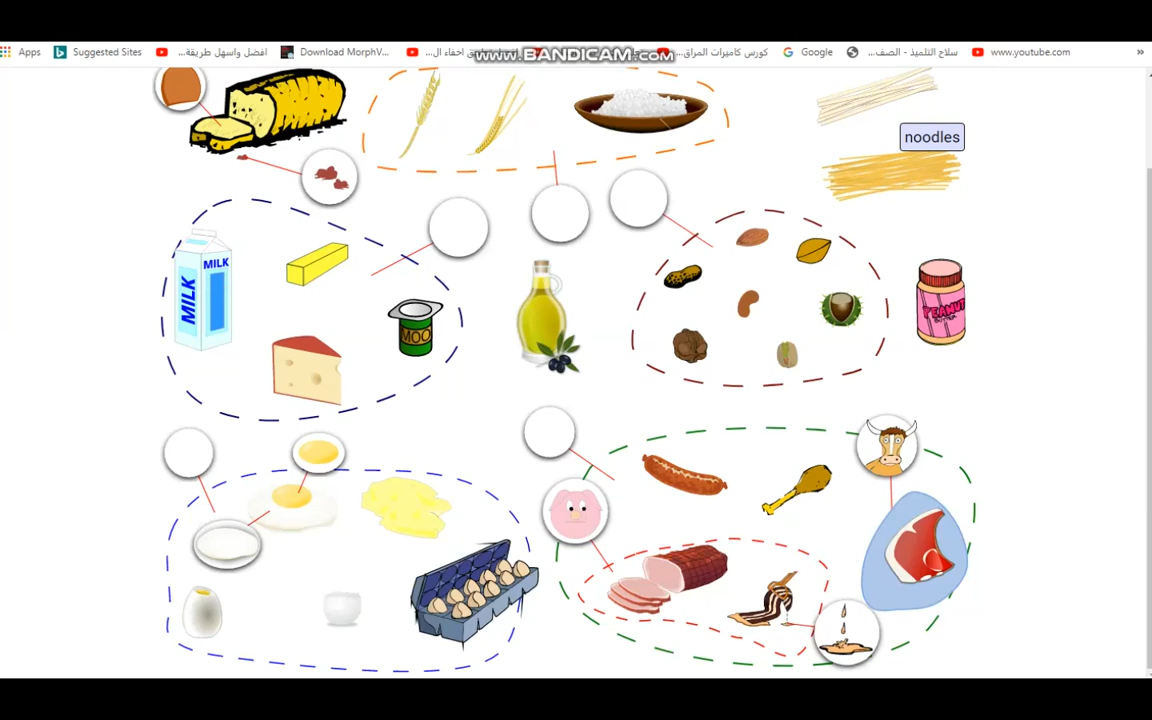 www.BANDICAM.com
Apps Suggested Sites افضل واسهل طريقة... Download MorphV... كورس كاميرات المراق... Google سلاح التلميذ - الصف... www.youtube.com »
noodles
MILK
MILK
MOO
PEANUT
BUTTER